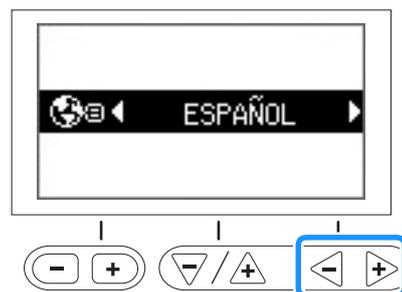 ESPAÑOL
- + - / + - +